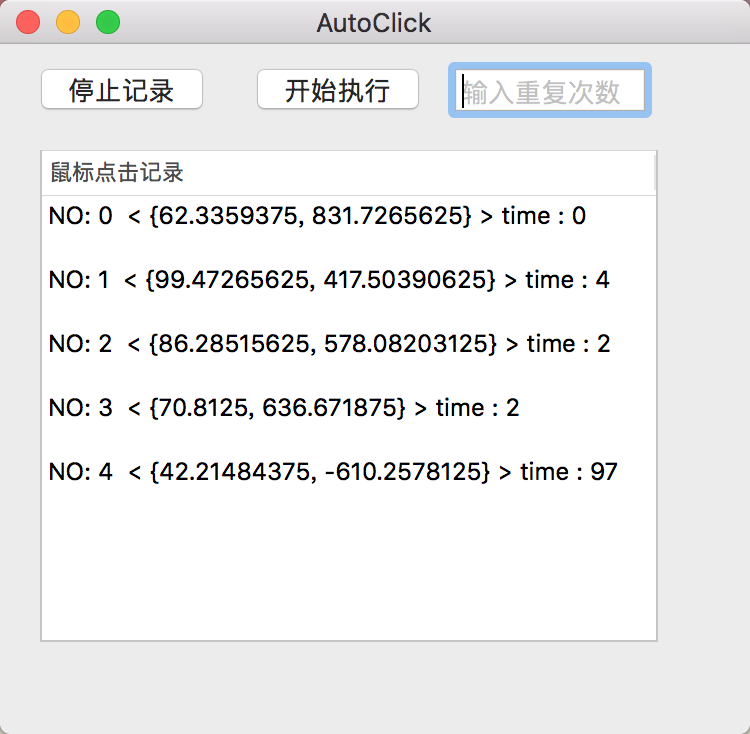 AutoClick
停止记录
开始执行
输入重复次数
鼠标点击记录
NO: 0 < {62.3359375, 831.7265625} > time : 0
NO: 1 < {99.47265625, 417.50390625} > time : 4
NO: 2 < {86.28515625, 578.08203125} > time : 2
NO: 3 < {70.8125, 636.671875} > time : 2
NO: 4 < {42.21484375, -610.2578125} > time : 97